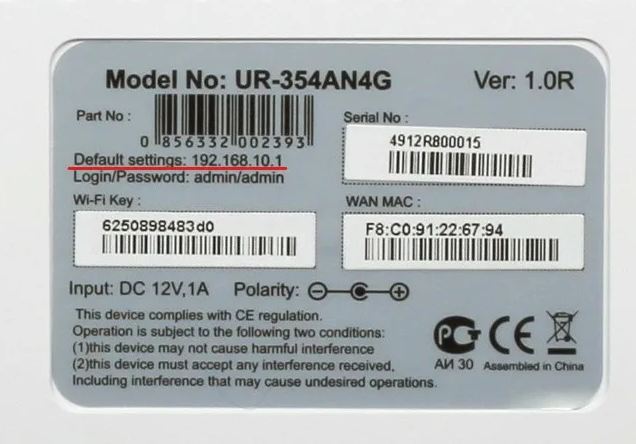 Model No: UR-354AN4G Ver: 1.0R
Part No :
0 856332 002393
Serial No :
4912R800015
Default settings: 192.168.10.1
Login/Password: admin/admin
Wi-Fi Key :
6250898483d0
WAN MAC :
F8:C0:91:22:67:94
Input: DC 12V,1A Polarity:
This device complies with CE regulation.
Operation is subject to the following two conditions:
(1)this device may not cause harmful interference
(2)this device must accept any interference received,
Including interference that may cause undesired operations.
АИ 30 Assembled in China